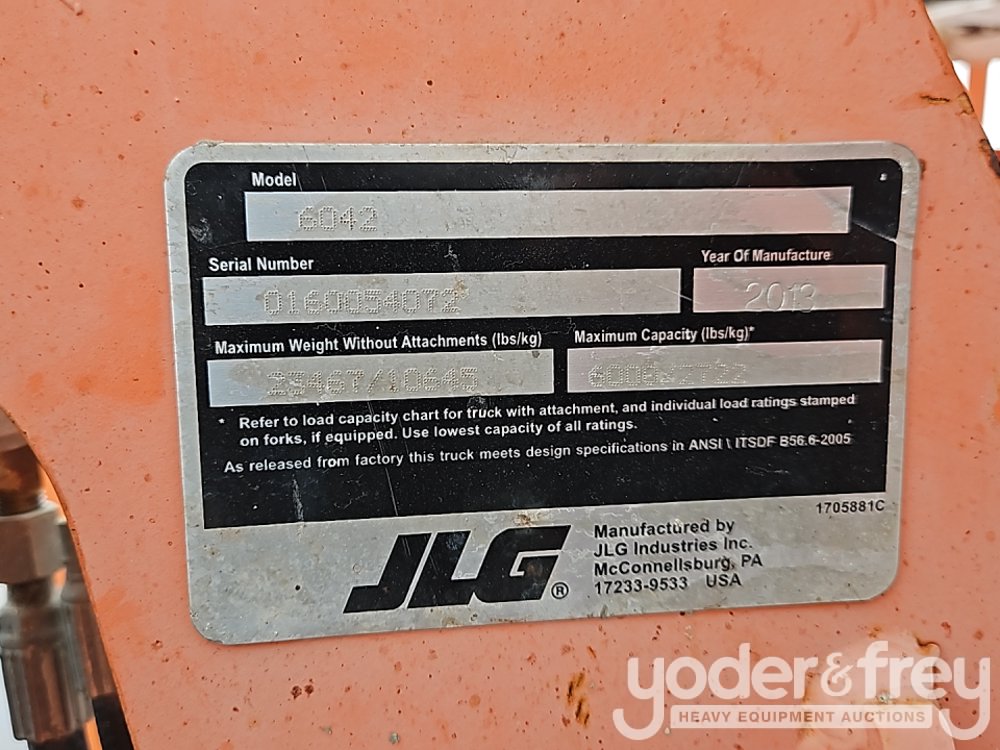 Model
6042
Serial Number
Year Of Manufacture
0160054072
2013
Maximum Weight Without Attachments (lbs/kg)
Maximum Capacity (lbs/kg)*
23467/10645
* Refer to load capacity chart for truck with attachment, and individual load ratings stamped
on forks, if equipped. Use lowest capacity of all ratings.
As released from factory this truck meets design specifications in ANSI \ ITSDF B56.6-2005
1705881C
JLG®
Manufactured by
JLG Industries Inc.
McConnellsburg, PA
17233-9533 USA
yoder&frey
HEAVY EQUIPMENT AUCTIONS